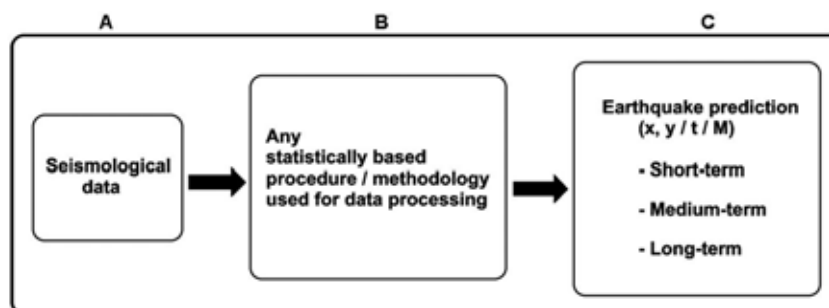 A B C
Seismological
data
Any
statistically based
procedure / methodology
used for data processing
Earthquake prediction
(x, y / t / M)
- Short-term
- Medium-term
- Long-term